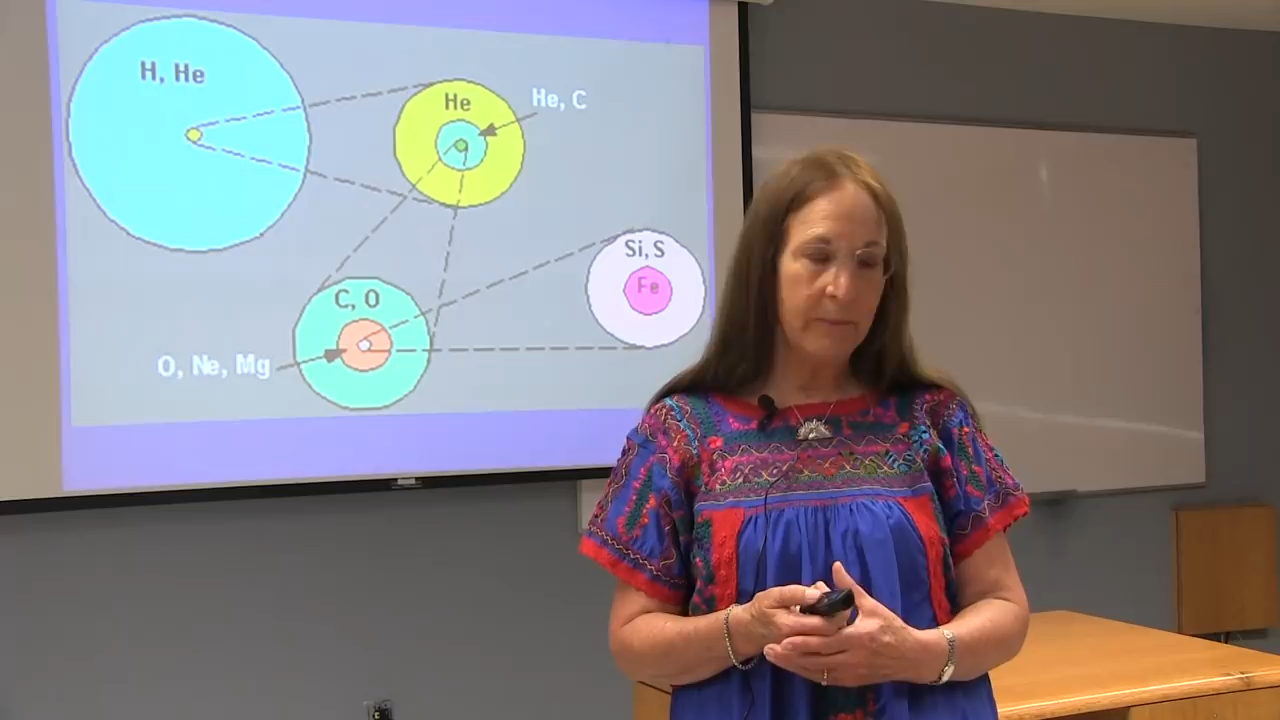 H, He
He
He, C
Si, S
Fe
C, O
O, Ne, Mg